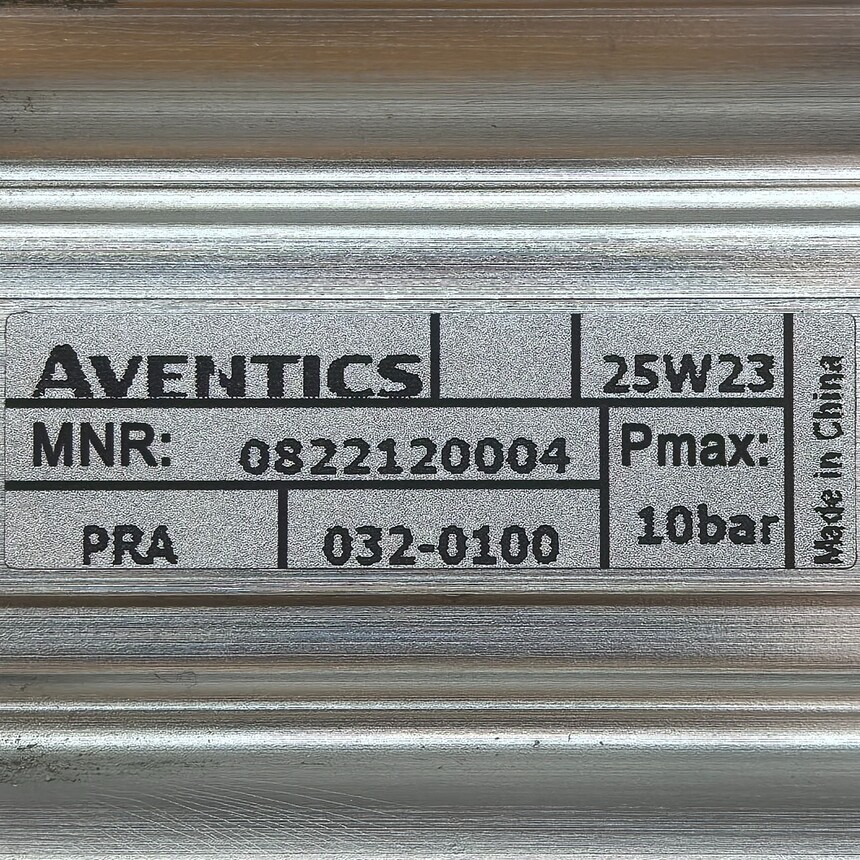 AVENTICS
25W23
MNR: 0822120004
Pmax:
10bar
PRA
032-0100
Made in China